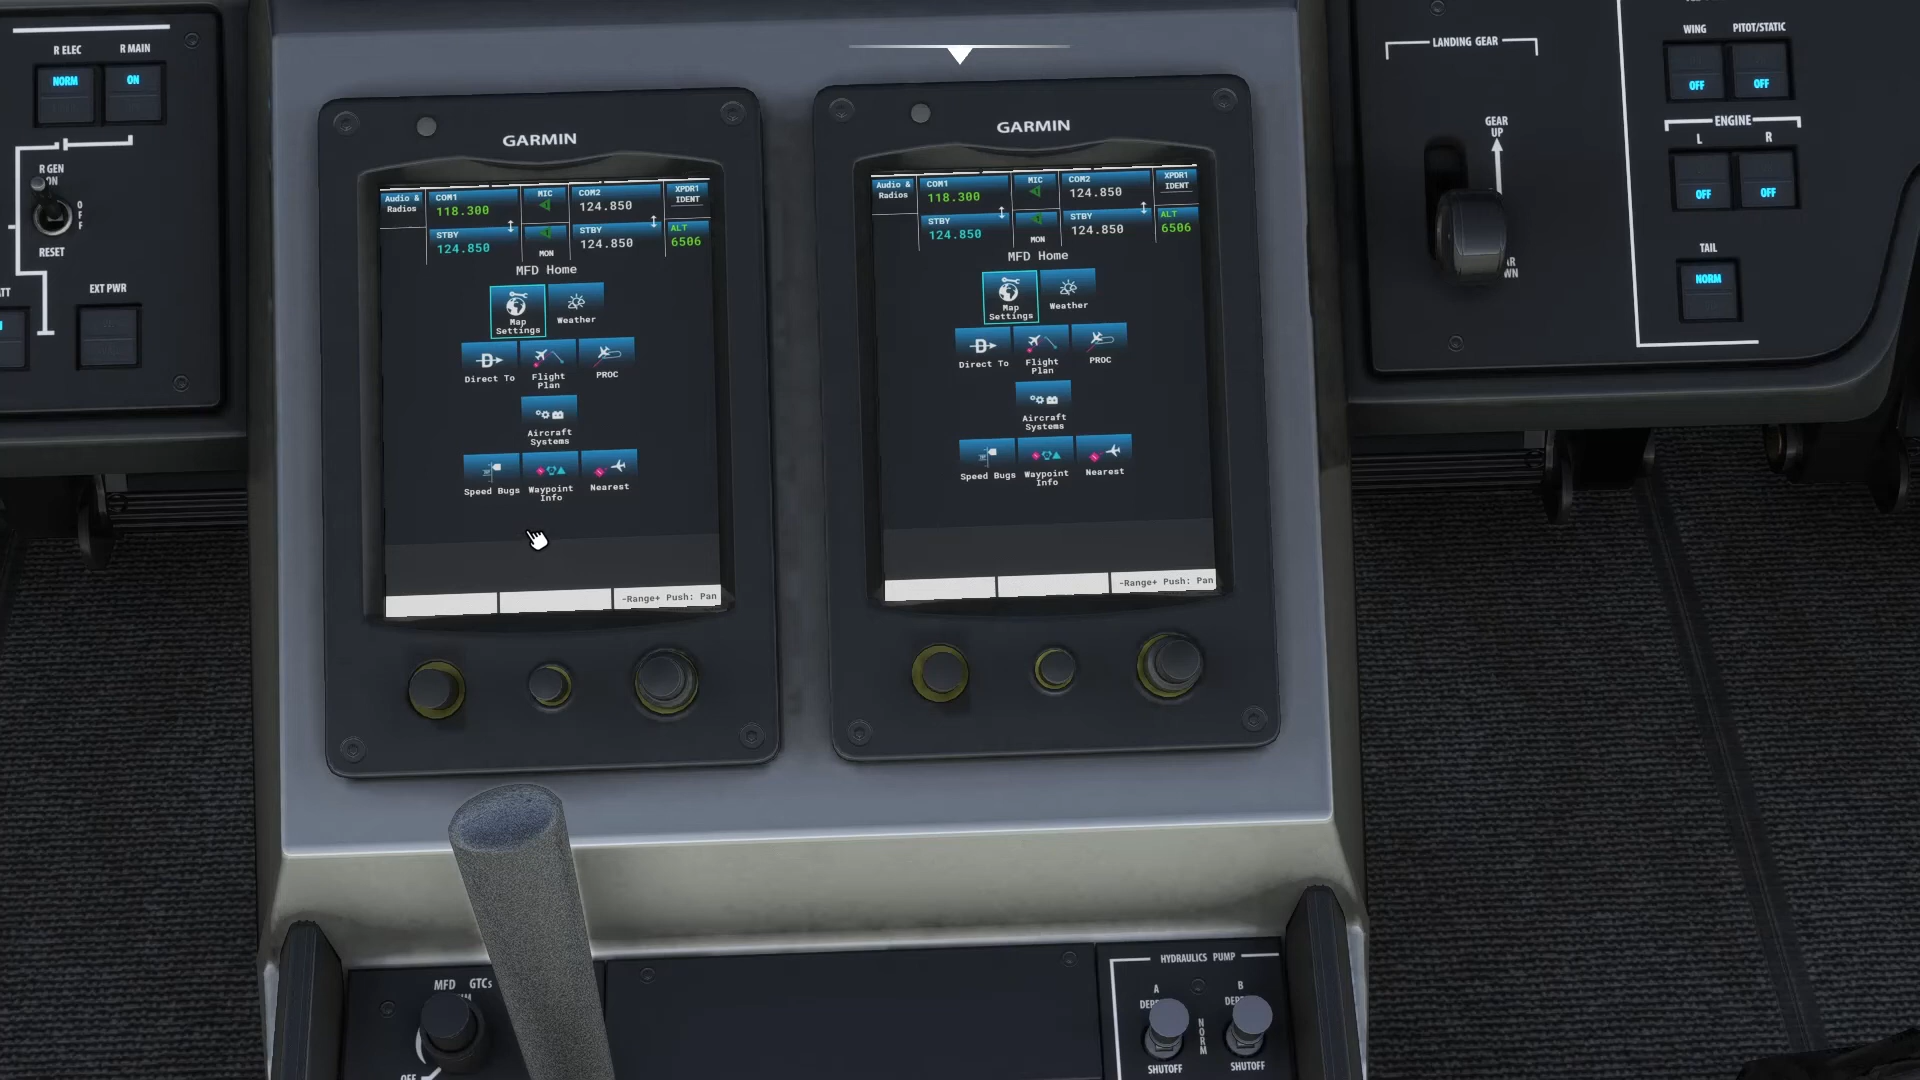 R ELEC
R MAIN
NORM
ON
R GEN
ON
OFF
RESET
EXT PWR
GARMIN
Audio & Radios
COM1
118.300
STBY
124.850
MIC
MON
COM2
124.850
STBY
124.850
XPDR1
IDENT
ALT
6506
MFD Home
Map Settings
Weather
Direct To
Flight Plan
PROC
Aircraft Systems
Speed Bugs
Waypoint Info
Nearest
-Range+ Push: Pan
GARMIN
Audio & Radios
COM1
118.300
STBY
124.850
MIC
MON
COM2
124.850
STBY
124.850
XPDR1
IDENT
ALT
6506
MFD Home
Map Settings
Weather
Direct To
Flight Plan
PROC
Aircraft Systems
Speed Bugs
Waypoint Info
Nearest
-Range+ Push: Pan
LANDING GEAR
GEAR
UP
WING
PITOT/STATIC
OFF
OFF
ENGINE
L
R
OFF
OFF
TAIL
NORM
MFD
GTCs
OFF
HYDRAULICS PUMP
A
B
NORM
SHUTOFF
SHUTOFF